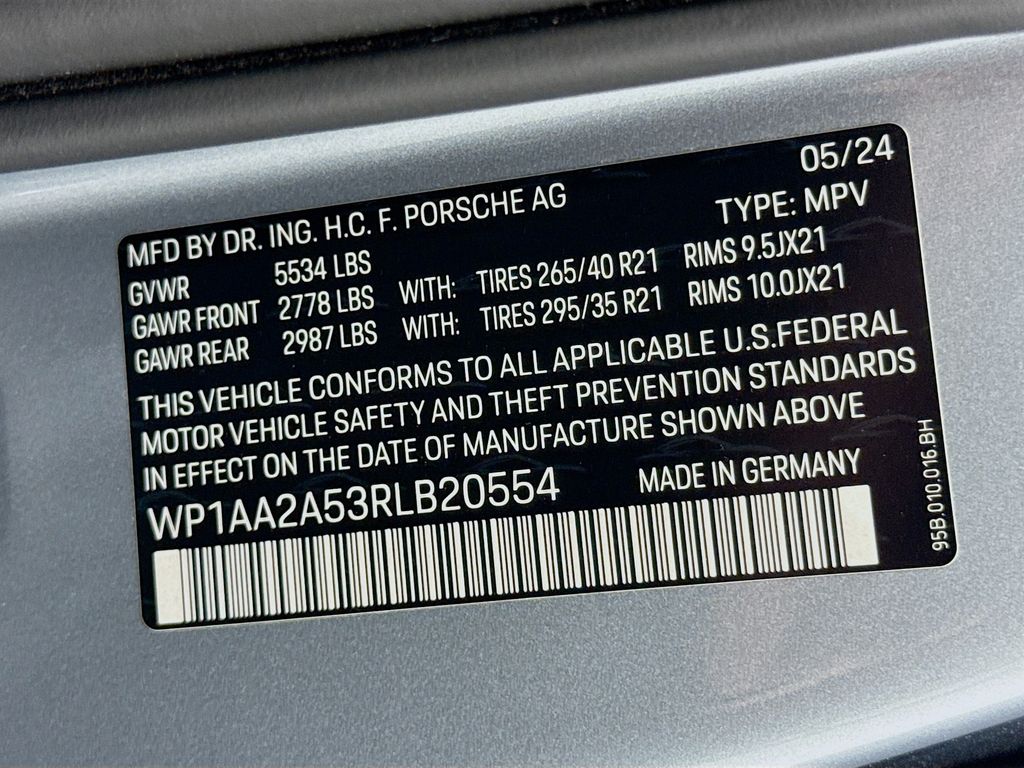 05/24
MFD BY DR. ING. H.C. F. PORSCHE AG TYPE: MPV
GVWR 5534 LBS
GAWR FRONT 2778 LBS WITH: TIRES 265/40 R21 RIMS 9.5JX21
GAWR REAR 2987 LBS WITH: TIRES 295/35 R21 RIMS 10.0JX21
THIS VEHICLE CONFORMS TO ALL APPLICABLE U.S.FEDERAL
MOTOR VEHICLE SAFETY AND THEFT PREVENTION STANDARDS
IN EFFECT ON THE DATE OF MANUFACTURE SHOWN ABOVE
WP1AA2A53RLB20554 MADE IN GERMANY
95B.010.016.BH